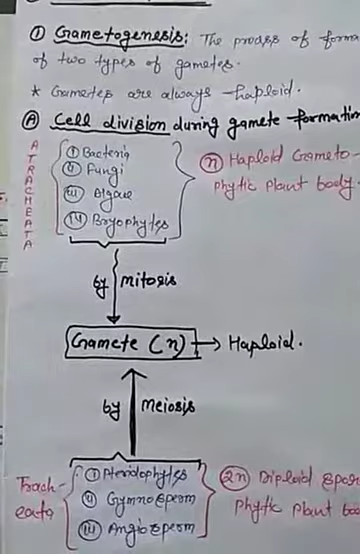 ① Gametogenesis: The process of forma
of two types of gametes.
* Gametes are always haploid.
Ⓐ Cell division during gamete formation
ATRACHEATA
① Bacteria
② Fungi
③ Algae
④ Bryophytes
ⓝ Haploid Gameto-
phytic plant body.
by mitosis
Gamete (n) → Haploid.
by meiosis
Trach-
eata
① Pteridophytes
② Gymnosperm
③ Angiosperm
2n Diploid Spor
phytic plant bod